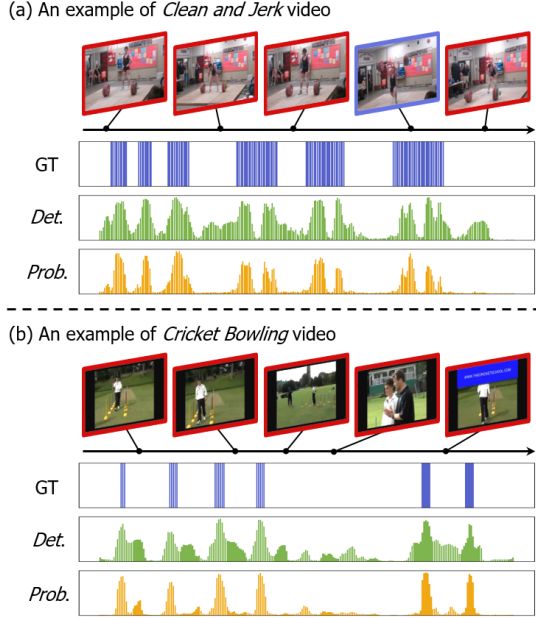 (a) An example of Clean and Jerk video
GT
Det.
Prob.
(b) An example of Cricket Bowling video
GT
Det.
Prob.